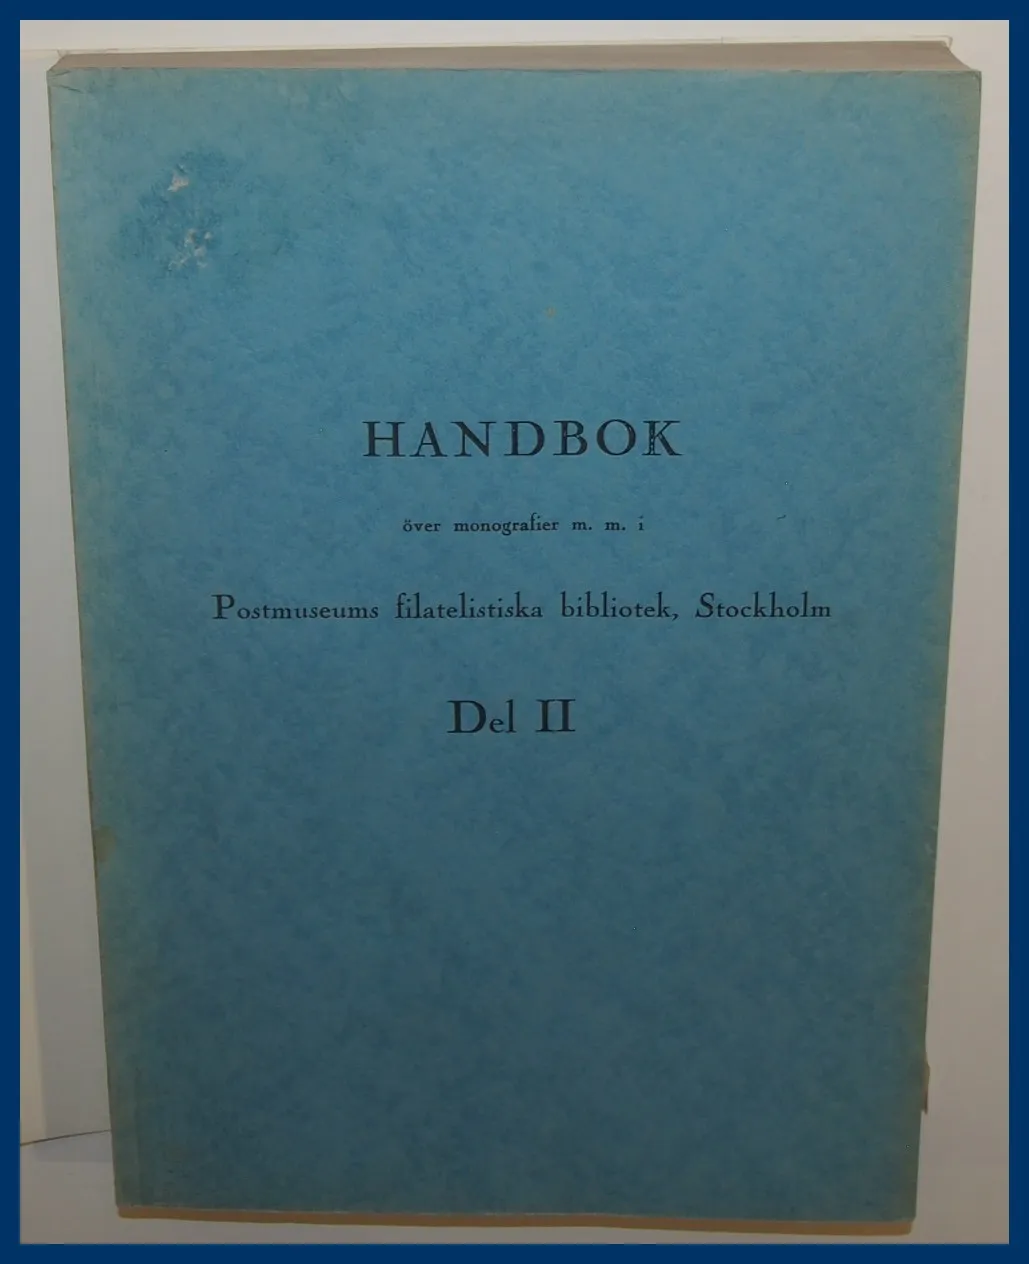 HANDBOK
över monografier m. m. i
Postmuseums filatelistiska bibliotek, Stockholm
Del II